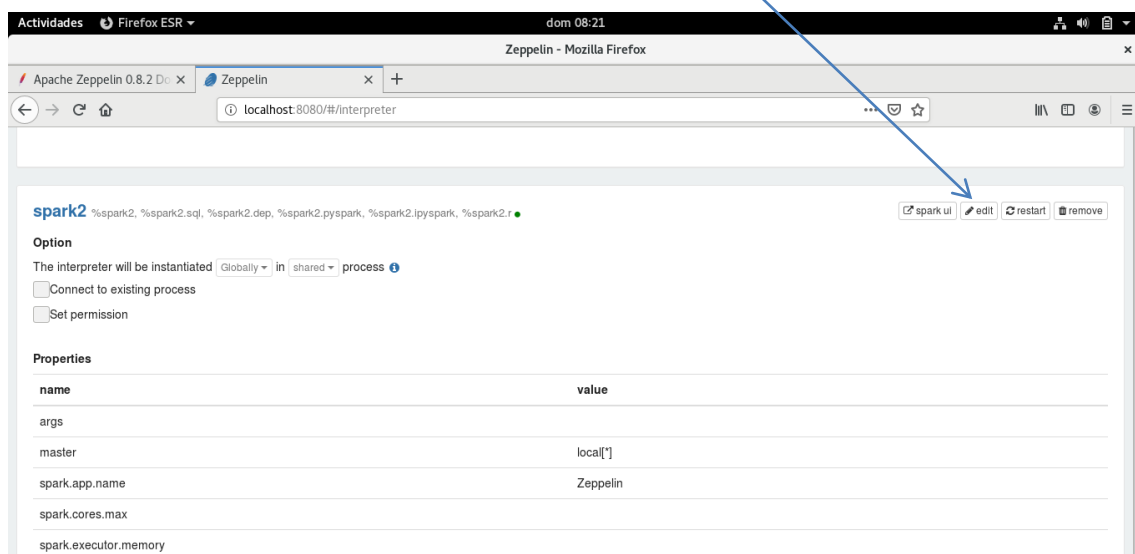 Actividades Firefox ESR dom 08:21
Zeppelin - Mozilla Firefox
Apache Zeppelin 0.8.2 Do Zeppelin
localhost:8080/#/interpreter
spark2 %spark2, %spark2.sql, %spark2.dep, %spark2.pyspark, %spark2.ipyspark, %spark2.r spark ui edit restart remove
Option
The interpreter will be instantiated Globally in shared process
Connect to existing process
Set permission
Properties
name value
args
master local[*]
spark.app.name Zeppelin
spark.cores.max
spark.executor.memory